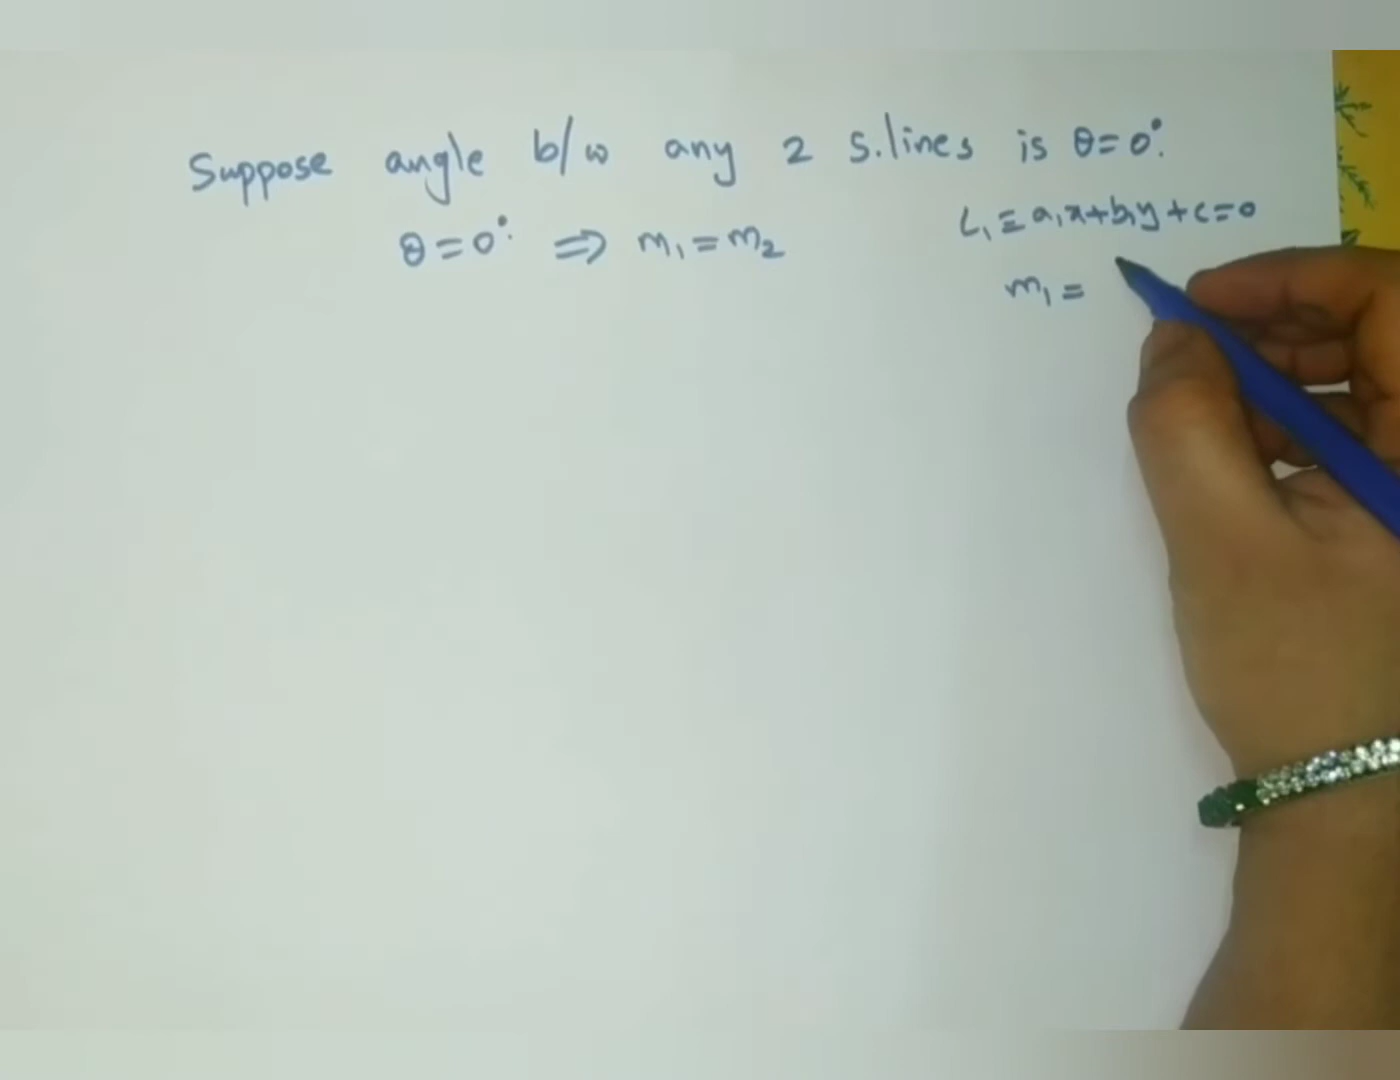 Suppose angle b/w any 2 s.lines is θ=0°.
θ=0°. ⇒ m₁=m₂
L₁≡a₁x+b₁y+c=0
m₁=